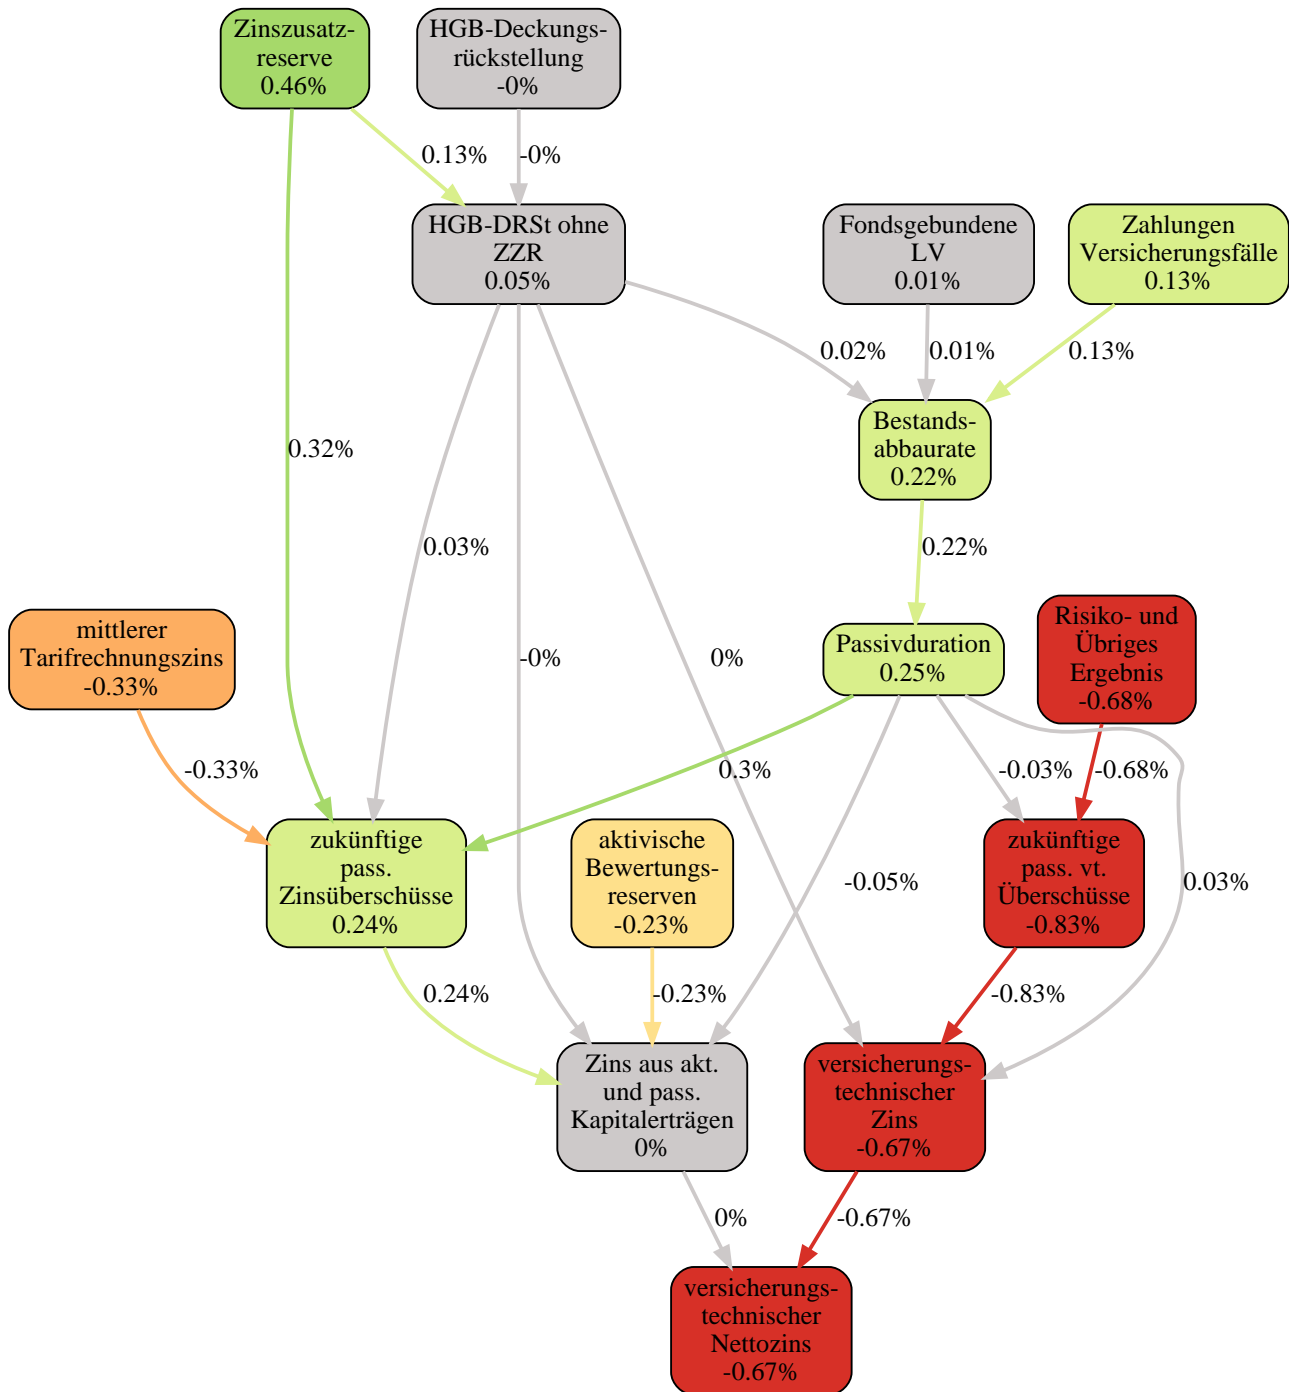 Zinszusatz-
reserve
0.46%
HGB-Deckungs-
rückstellung
-0%
0.13%
-0%
HGB-DRSt ohne
ZZR
0.05%
Fondsgebundene
LV
0.01%
Zahlungen
Versicherungsfälle
0.13%
0.02%
0.01%
0.13%
Bestands-
abbaurate
0.22%
0.32%
0.03%
0.22%
mittlerer
Tarifrechnungszins
-0.33%
-0%
0%
Passivduration
0.25%
Risiko- und
Übriges
Ergebnis
-0.68%
-0.33%
0.3%
-0.03%
-0.68%
zukünftige
pass.
Zinsüberschüsse
0.24%
aktivische
Bewertungs-
reserven
-0.23%
-0.05%
zukünftige
pass. vt.
Überschüsse
-0.83%
0.03%
0.24%
-0.23%
-0.83%
Zins aus akt.
und pass.
Kapitalerträgen
0%
versicherungs-
technischer
Zins
-0.67%
0%
-0.67%
versicherungs-
technischer
Nettozins
-0.67%